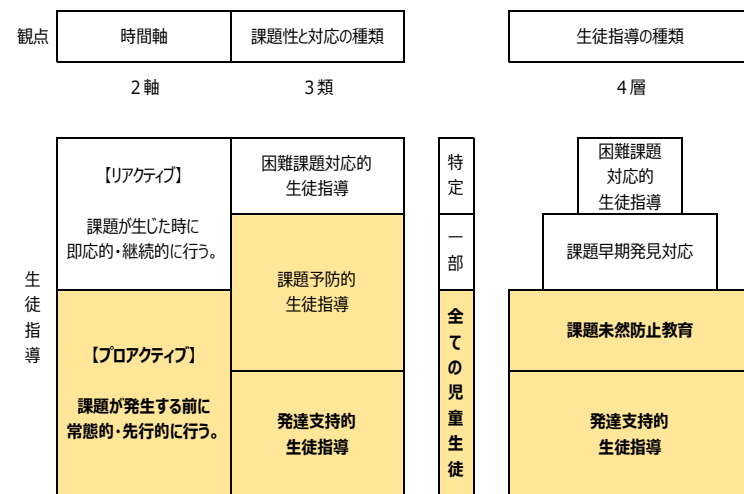 観点
時間軸
課題性と対応の種類
生徒指導の種類
2軸
3類
4層
生徒指導
【リアクティブ】
課題が生じた時に
即応的・継続的に行う。
【プロアクティブ】
課題が発生する前に
常態的・先行的に行う。
困難課題対応的
生徒指導
課題予防的
生徒指導
発達支持的
生徒指導
特定
一部
全ての児童生徒
困難課題
対応的
生徒指導
課題早期発見対応
課題未然防止教育
発達支持的
生徒指導